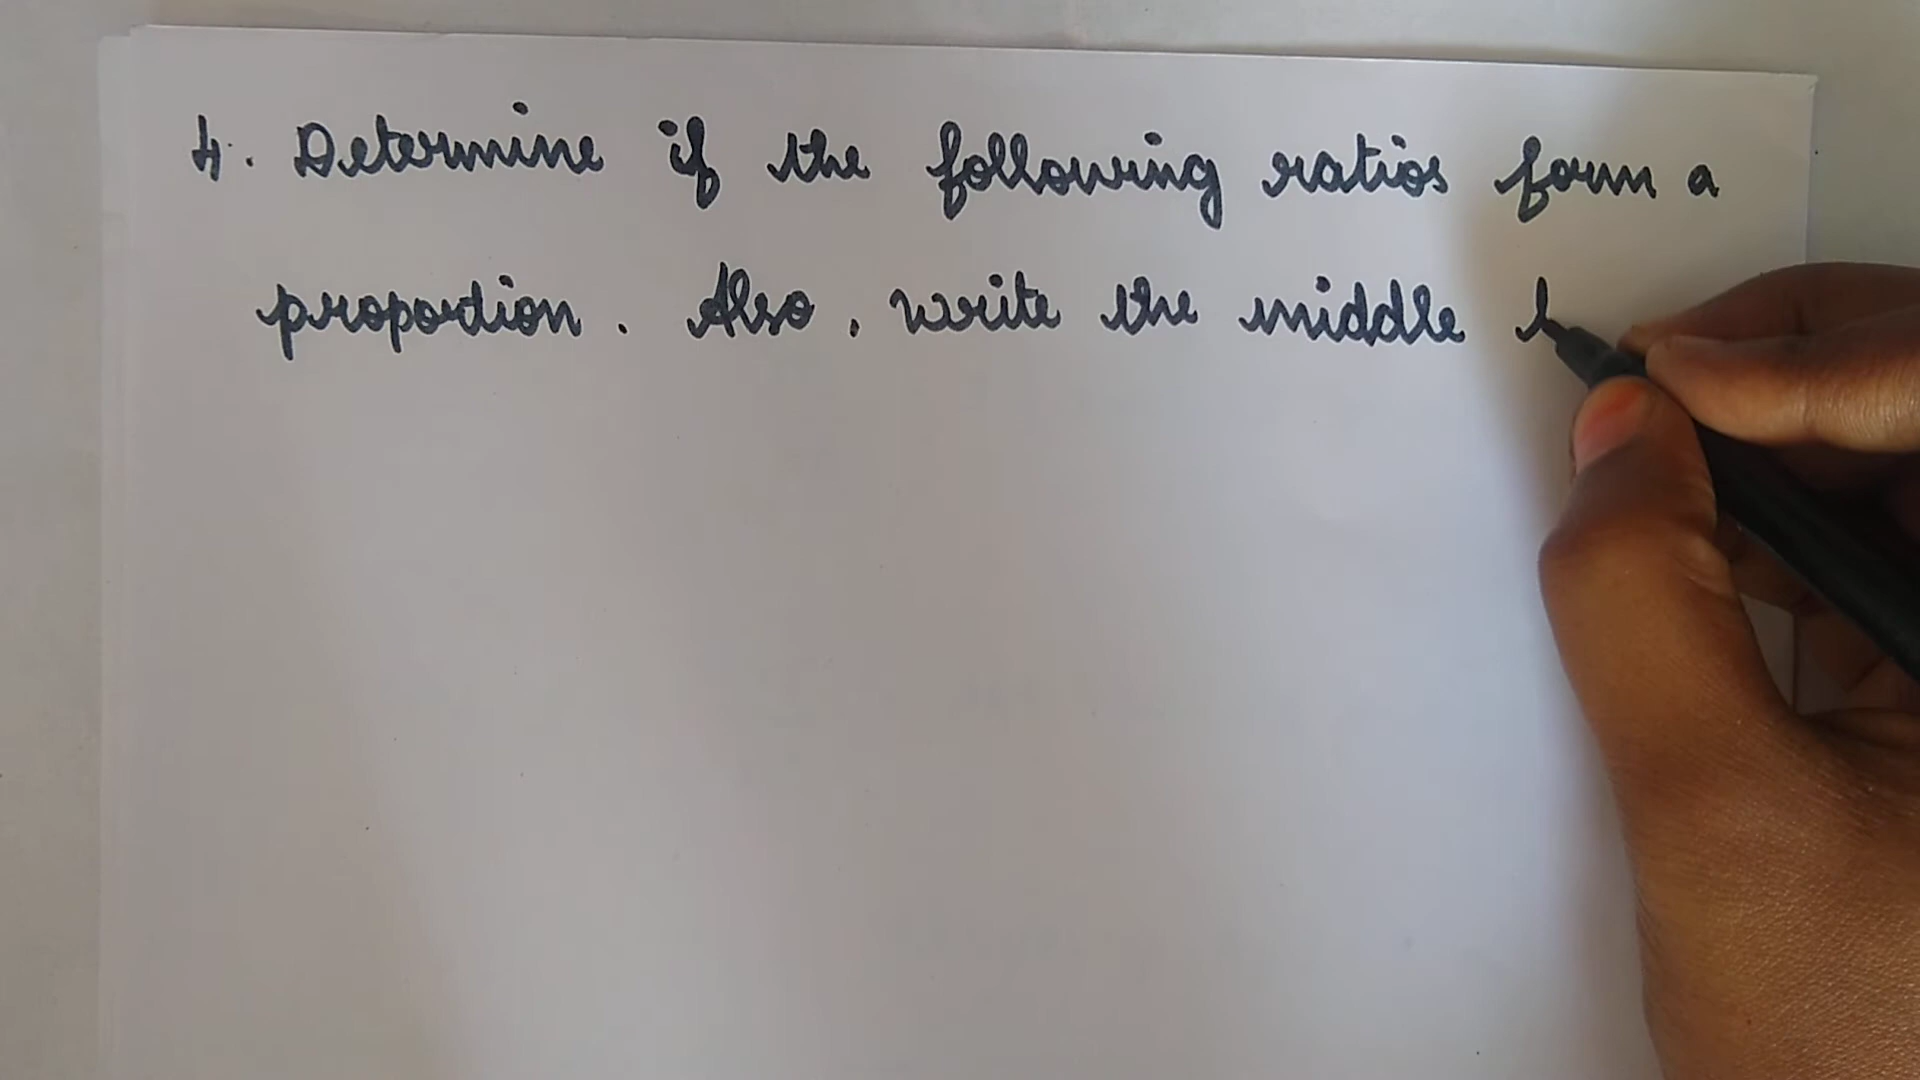 4. Determine if the following ratios form a
proportion. Also, write the middle